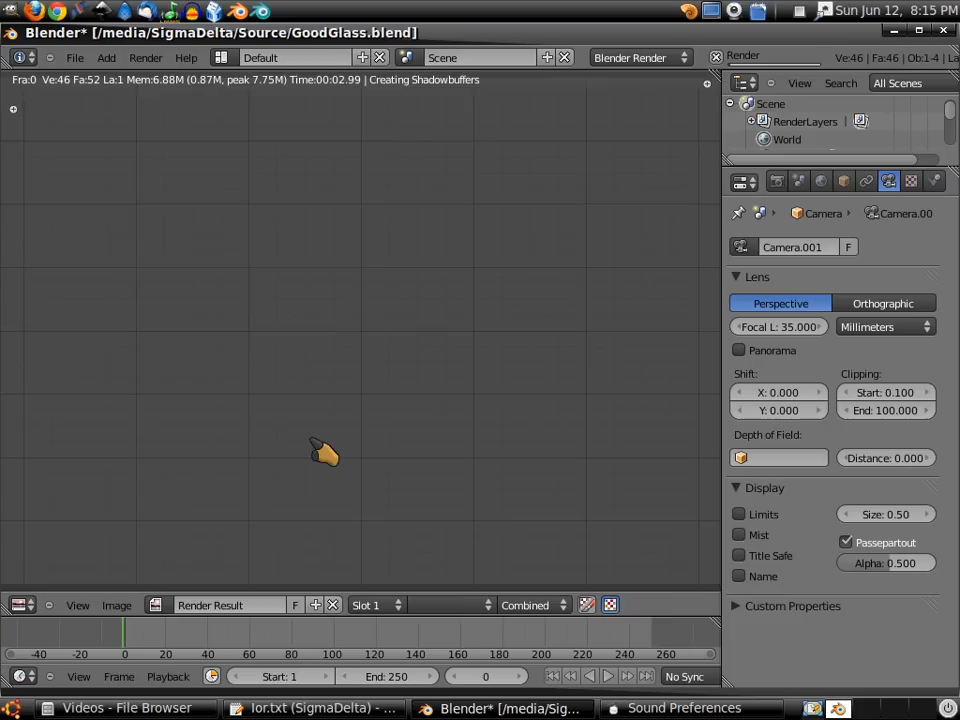 Sun Jun 12, 8:15 PM
Blender* [/media/SigmaDelta/Source/GoodGlass.blend]
File Add Render Help Default Scene Blender Render Render Ve:46 | Fa:46 | Ob:1-4 | La
Fra:0 Ve:46 Fa:52 La:1 Mem:6.88M (0.87M, peak 7.75M) Time:00:02.99 | Creating Shadowbuffers
View Search All Scenes
Scene
RenderLayers |
World
Camera Camera.00
Camera.001 F
Lens
Perspective Orthographic
Focal L: 35.000 Millimeters
Panorama
Shift: Clipping:
X: 0.000 Start: 0.100
Y: 0.000 End: 100.000
Depth of Field:
Distance: 0.000
Display
Limits Size: 0.50
Mist Passepartout
Title Safe Alpha: 0.500
Name
Custom Properties
View Image Render Result F Slot 1 Combined
-40 -20 0 20 40 60 80 100 120 140 160 180 200 220 240 260
View Frame Playback Start: 1 End: 250 0 No Sync
Videos - File Browser Ior.txt (SigmaDelta) - ... Blender* [/media/Sig... Sound Preferences